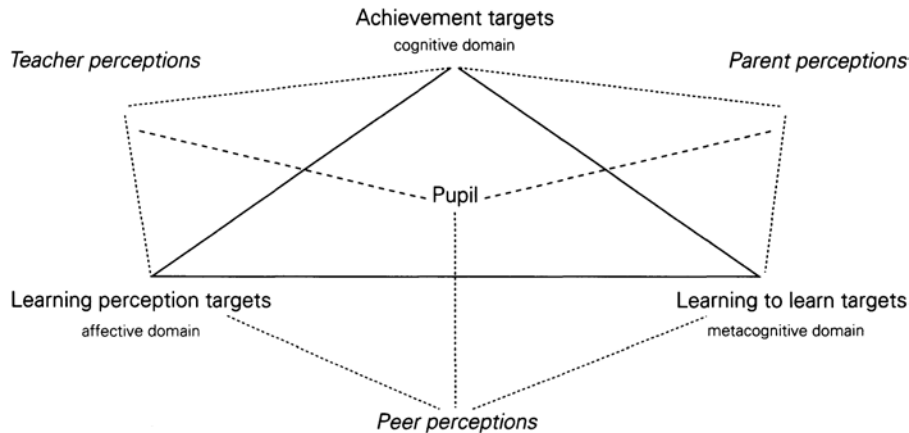 Achievement targets
cognitive domain
Teacher perceptions
Parent perceptions
Pupil
Learning perception targets
affective domain
Learning to learn targets
metacognitive domain
Peer perceptions